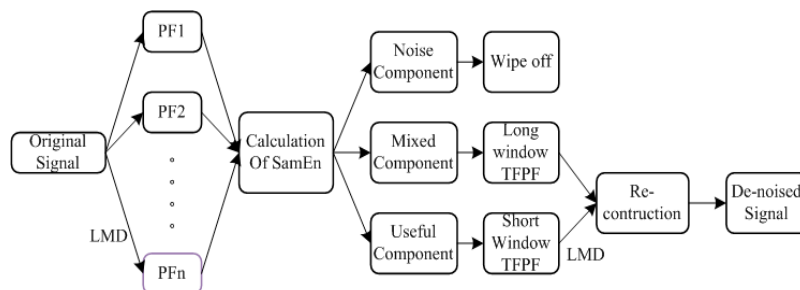 PF1
PF2
PFn
LMD
Original
Signal
Calculation
Of SamEn
Noise
Component
Wipe off
Mixed
Component
Long
window
TFPF
Useful
Component
Short
Window
TFPF
LMD
Re-
contruction
De-noised
Signal